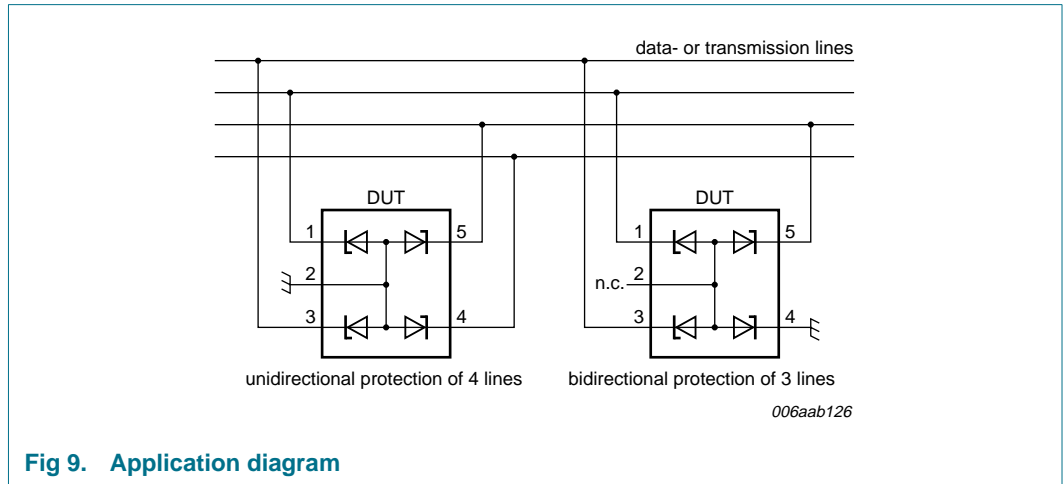 data- or transmission lines
DUT
1
5
2
3
4
unidirectional protection of 4 lines
DUT
1
5
n.c. 2
3
4
bidirectional protection of 3 lines
006aab126
Fig 9. Application diagram